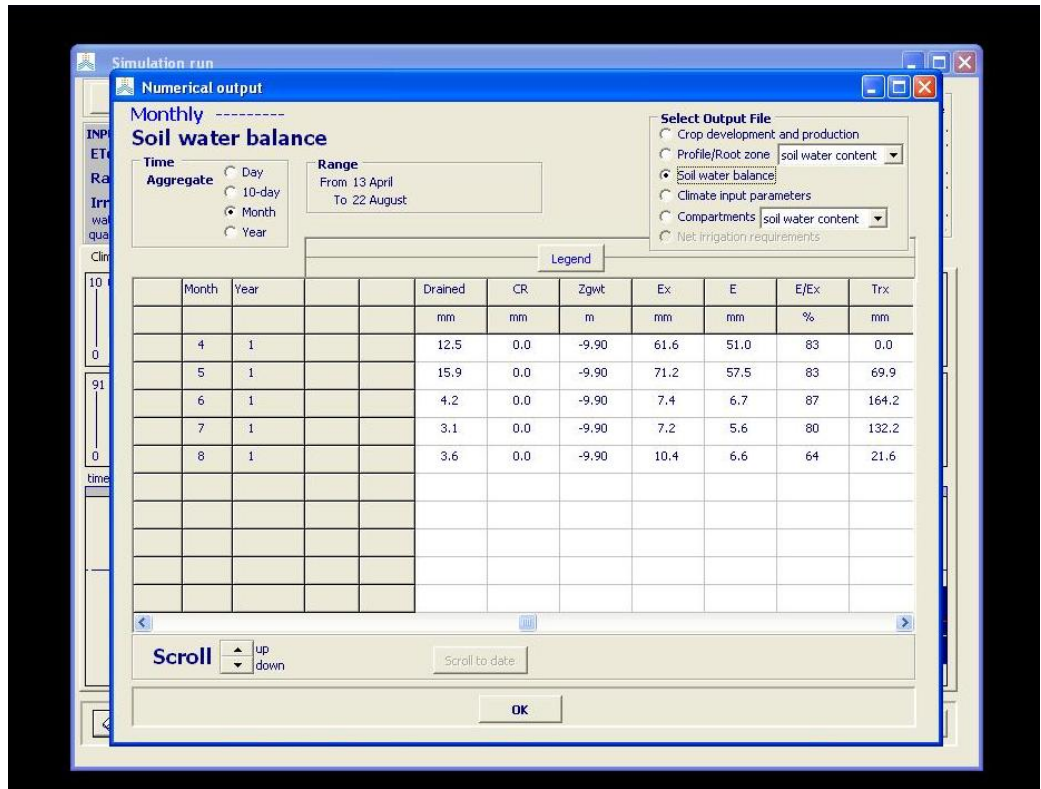 Simulation run
Numerical output
Monthly ---------
Soil water balance
Time
Aggregate
Day
10-day
Month
Year
Range
From 13 April
To 22 August
Select Output File
Crop development and production
Profile/Root zone soil water content
Soil water balance
Climate input parameters
Compartments soil water content
Net irrigation requirements
Legend
Month Year Drained CR Zgwt Ex E E/Ex Trx
mm mm m mm mm % mm
4 1 12.5 0.0 -9.90 61.6 51.0 83 0.0
5 1 15.9 0.0 -9.90 71.2 57.5 83 69.9
6 1 4.2 0.0 -9.90 7.4 6.7 87 164.2
7 1 3.1 0.0 -9.90 7.2 5.6 80 132.2
8 1 3.6 0.0 -9.90 10.4 6.6 64 21.6
Scroll up
down
Scroll to date
OK
INP
ETo
Ra
Irr
wat
qua
Clim
10
0
91
0
time